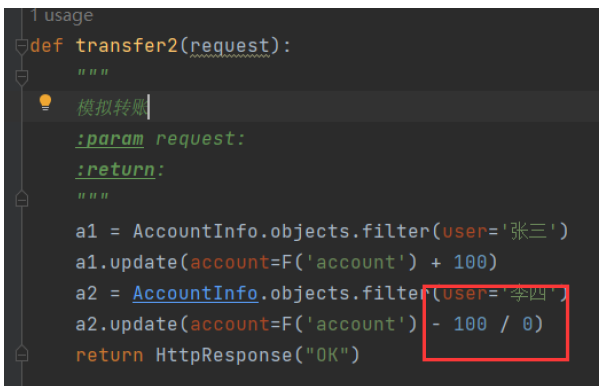 1 usage
def transfer2(request):
"""
模拟转账
:param request:
:return:
"""
a1 = AccountInfo.objects.filter(user='张三')
a1.update(account=F('account') + 100)
a2 = AccountInfo.objects.filter(user='李四')
a2.update(account=F('account') - 100 / 0)
return HttpResponse("OK")